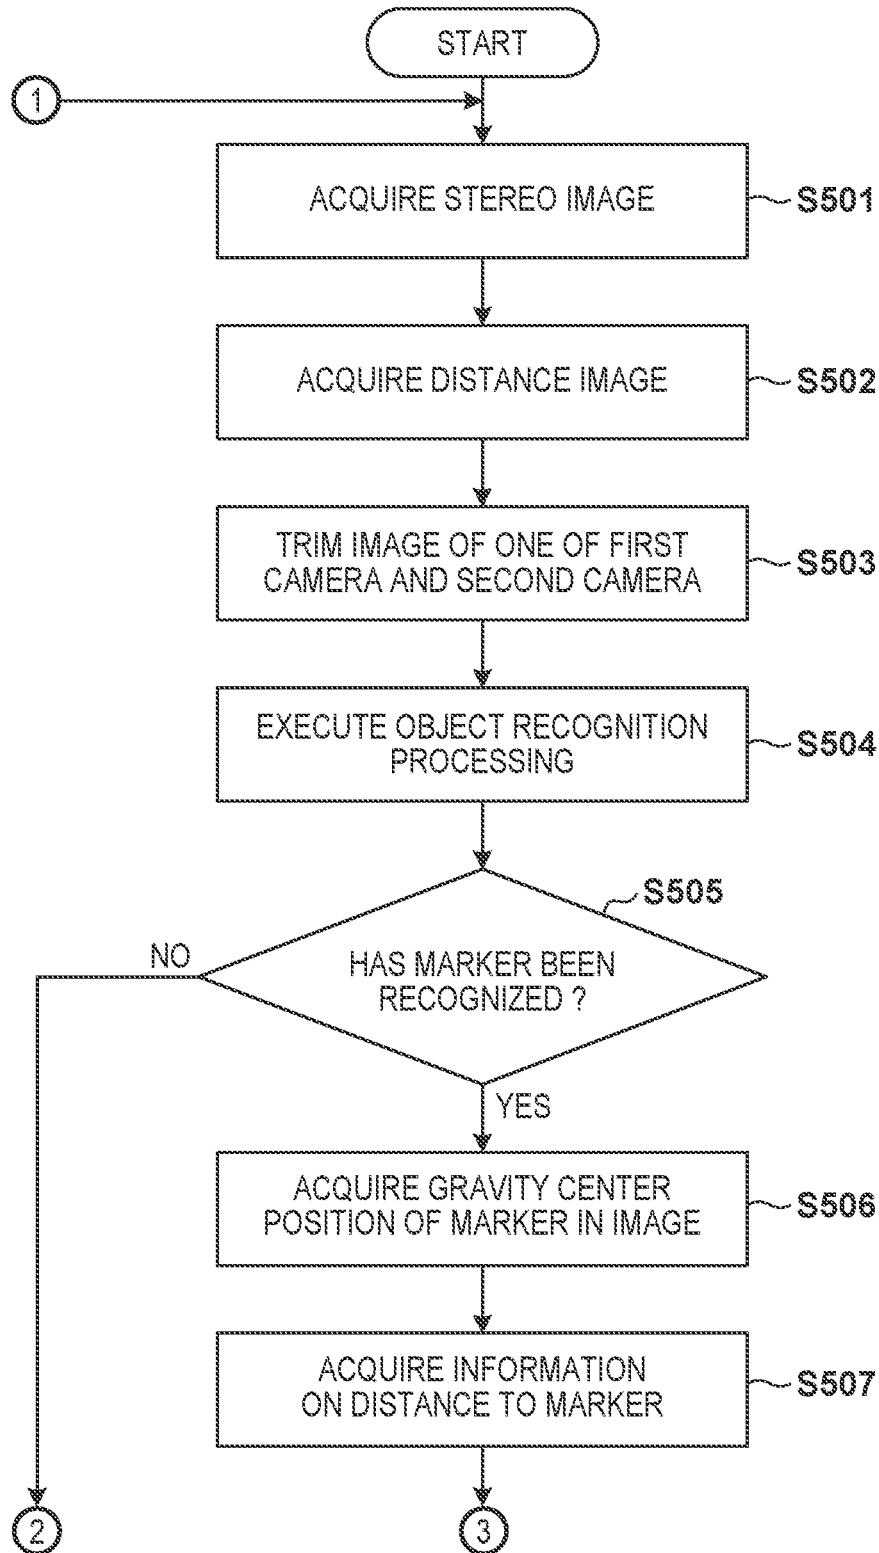 START
1
ACQUIRE STEREO IMAGE
S501
ACQUIRE DISTANCE IMAGE
S502
TRIM IMAGE OF ONE OF FIRST
CAMERA AND SECOND CAMERA
S503
EXECUTE OBJECT RECOGNITION
PROCESSING
S504
S505
NO
HAS MARKER BEEN
RECOGNIZED ?
YES
ACQUIRE GRAVITY CENTER
POSITION OF MARKER IN IMAGE
S506
ACQUIRE INFORMATION
ON DISTANCE TO MARKER
S507
2
3